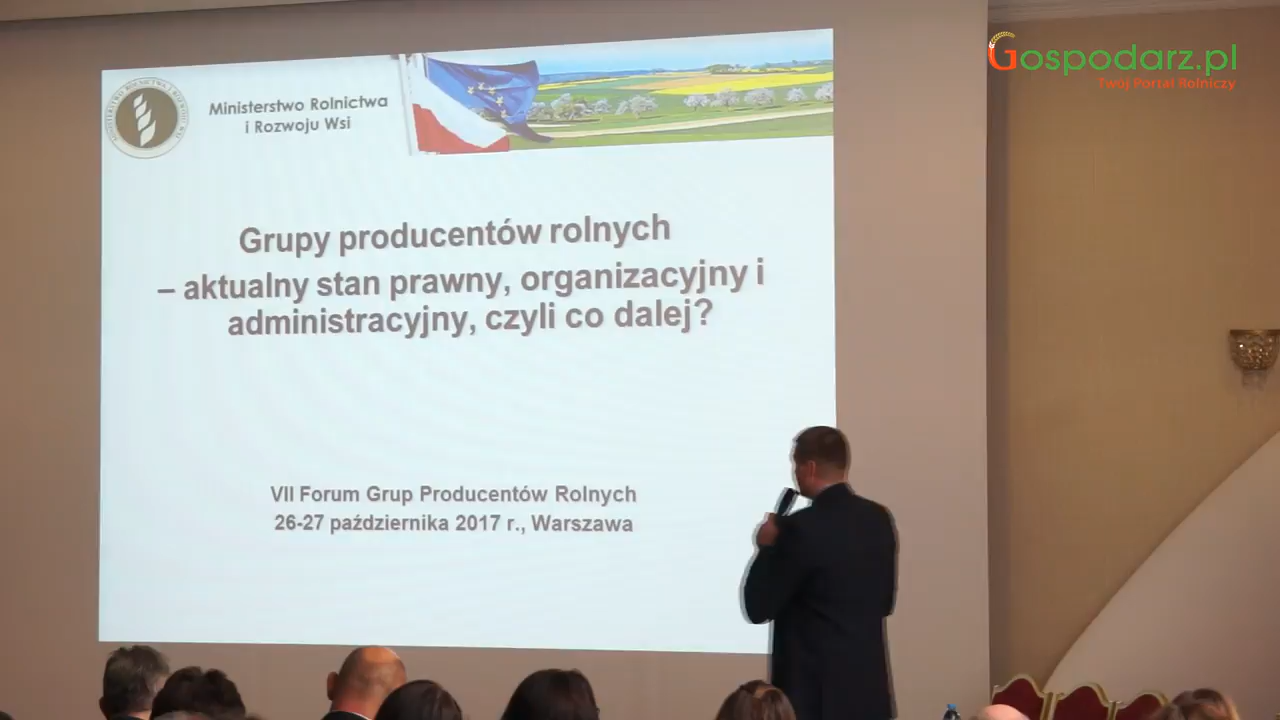 Gospodarz.pl
Twój Portal Rolniczy
Ministerstwo Rolnictwa
i Rozwoju Wsi
Grupy producentów rolnych
– aktualny stan prawny, organizacyjny i
administracyjny, czyli co dalej?
VII Forum Grup Producentów Rolnych
26-27 października 2017 r., Warszawa